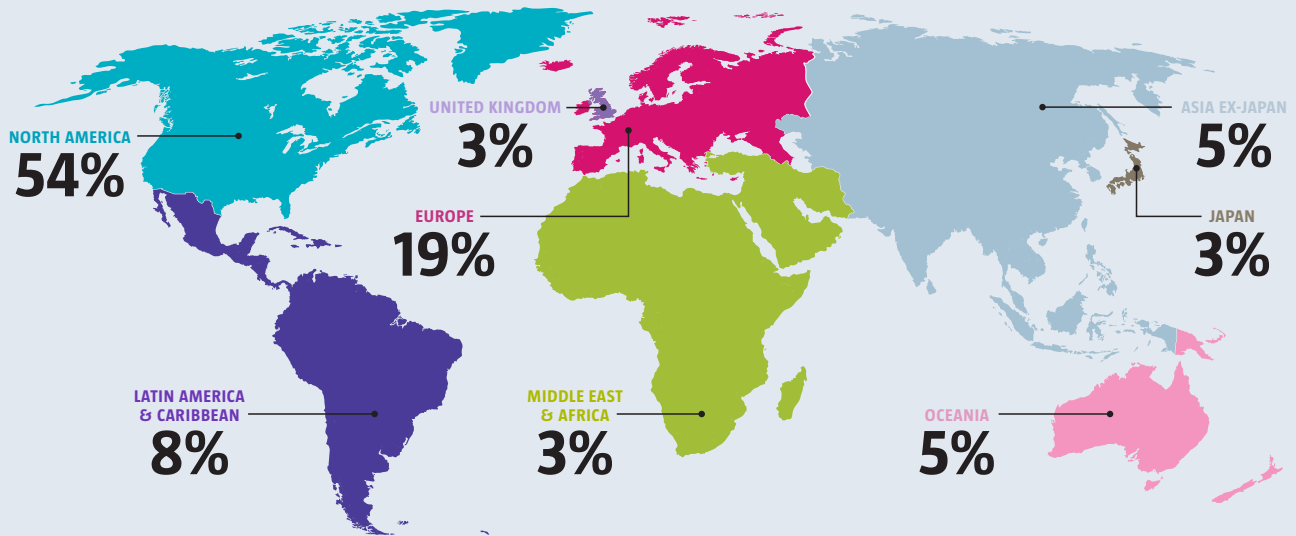 NORTH AMERICA
54%
UNITED KINGDOM
3%
EUROPE
19%
ASIA EX-JAPAN
5%
JAPAN
3%
LATIN AMERICA
& CARIBBEAN
8%
MIDDLE EAST
& AFRICA
3%
OCEANIA
5%